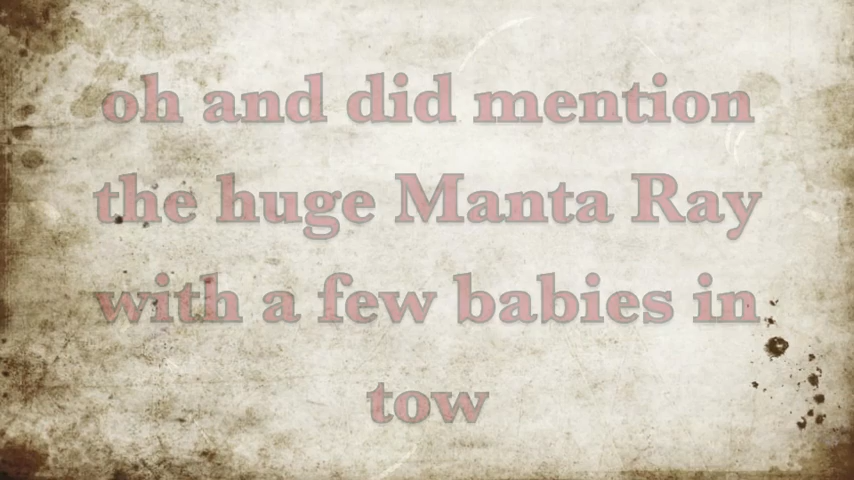 oh and did mention
the huge Manta Ray
with a few babies in
tow